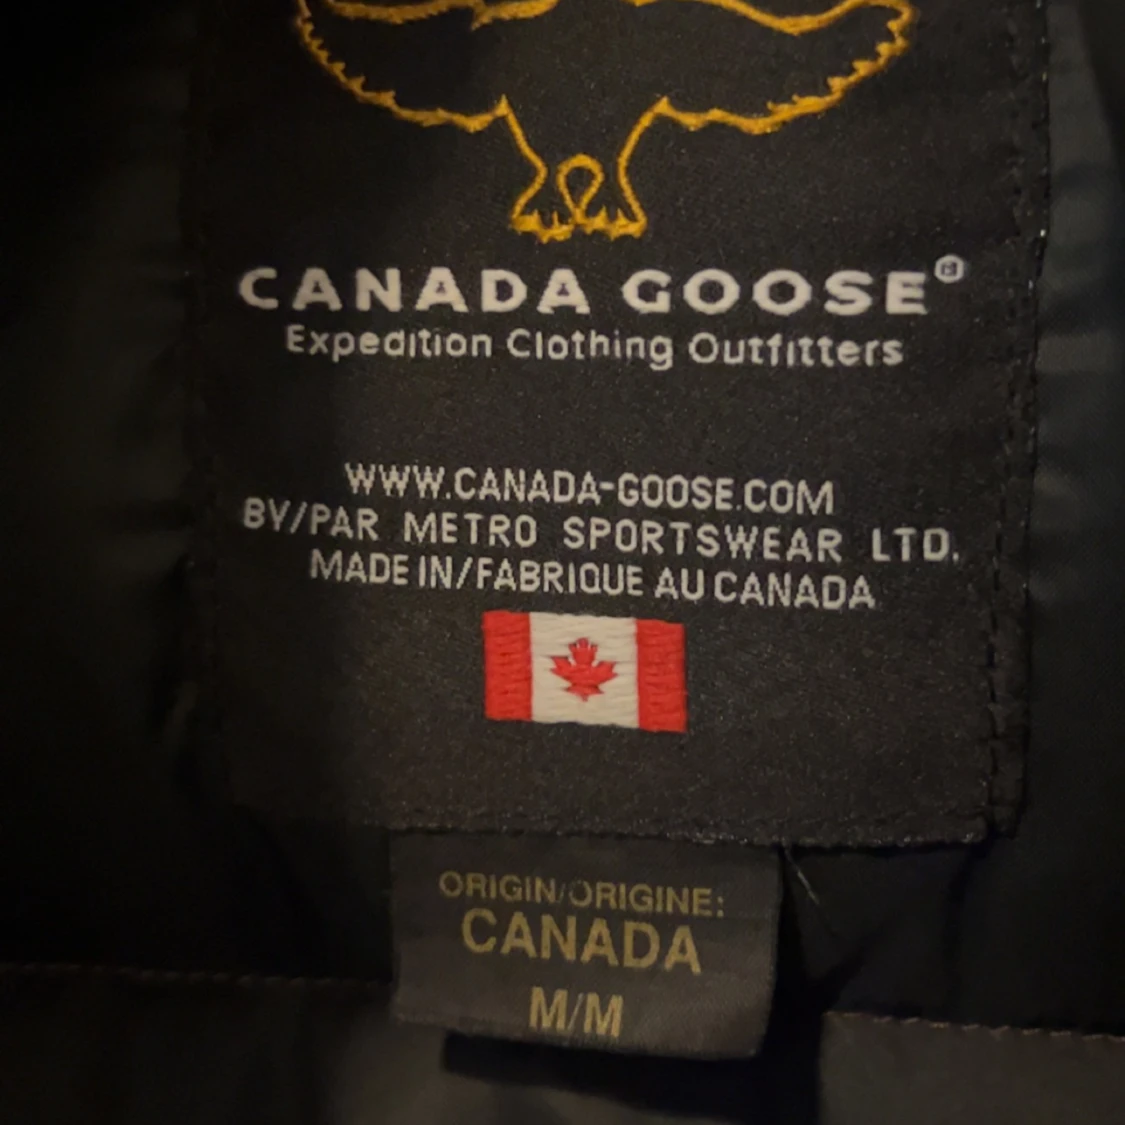 CANADA GOOSE®
Expedition Clothing Outfitters
WWW.CANADA-GOOSE.COM
BY/PAR METRO SPORTSWEAR LTD.
MADE IN/FABRIQUE AU CANADA
ORIGIN/ORIGINE:
CANADA
M/M